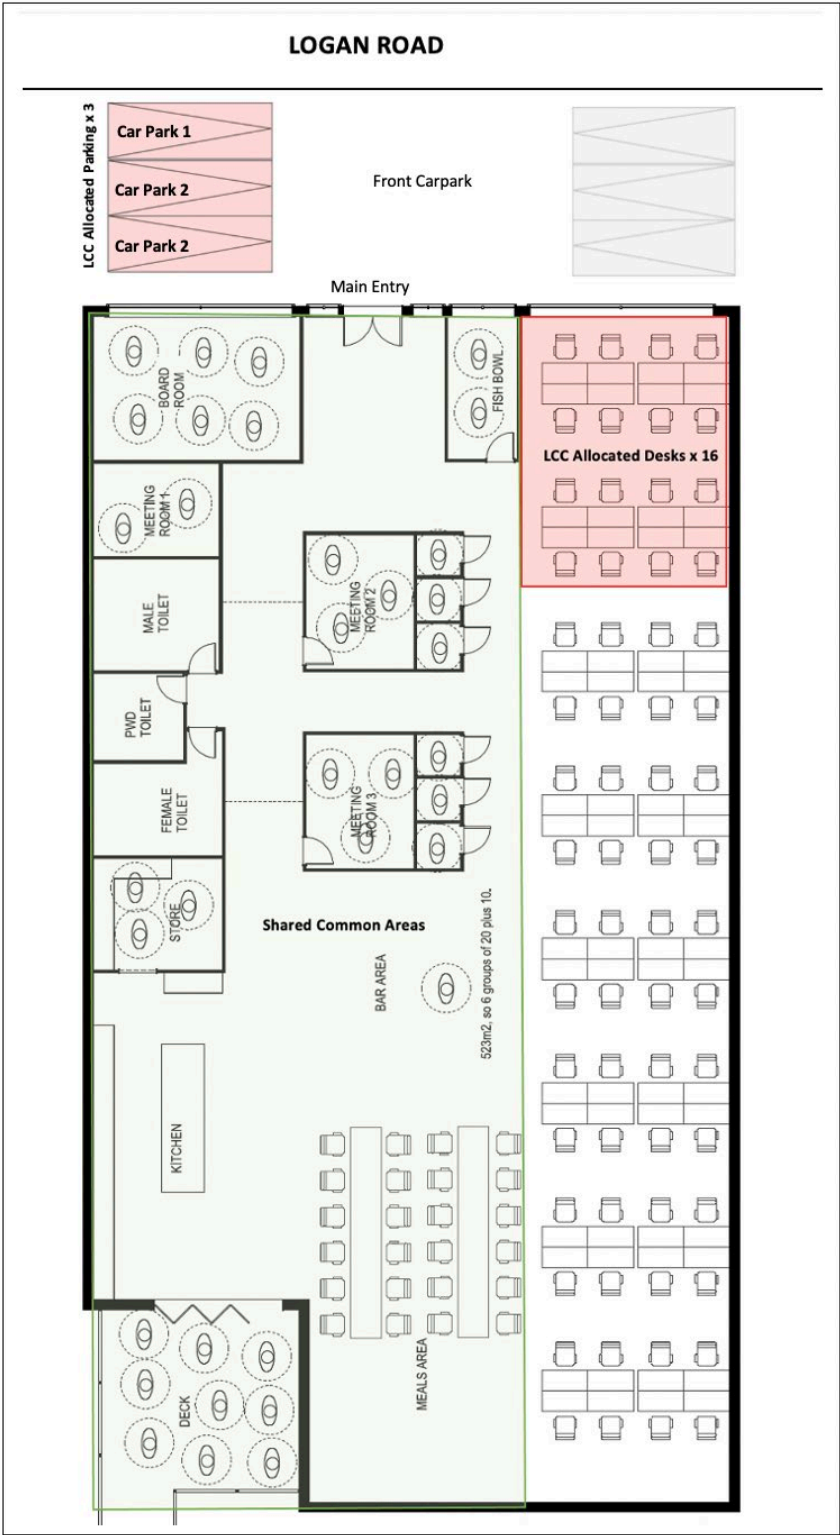 LOGAN ROAD
LCC Allocated Parking x 3
Car Park 1
Car Park 2
Car Park 2
Front Carpark
Main Entry
BOARD
ROOM
FISH BOWL
LCC Allocated Desks x 16
MEETING
ROOM 1
MALE
TOILET
MEETING
ROOM 2
PWD
TOILET
FEMALE
TOILET
MEETING
ROOM 3
STORE
Shared Common Areas
BAR AREA
523m2, so 6 groups of 20 plus 10.
KITCHEN
MEALS AREA
DECK